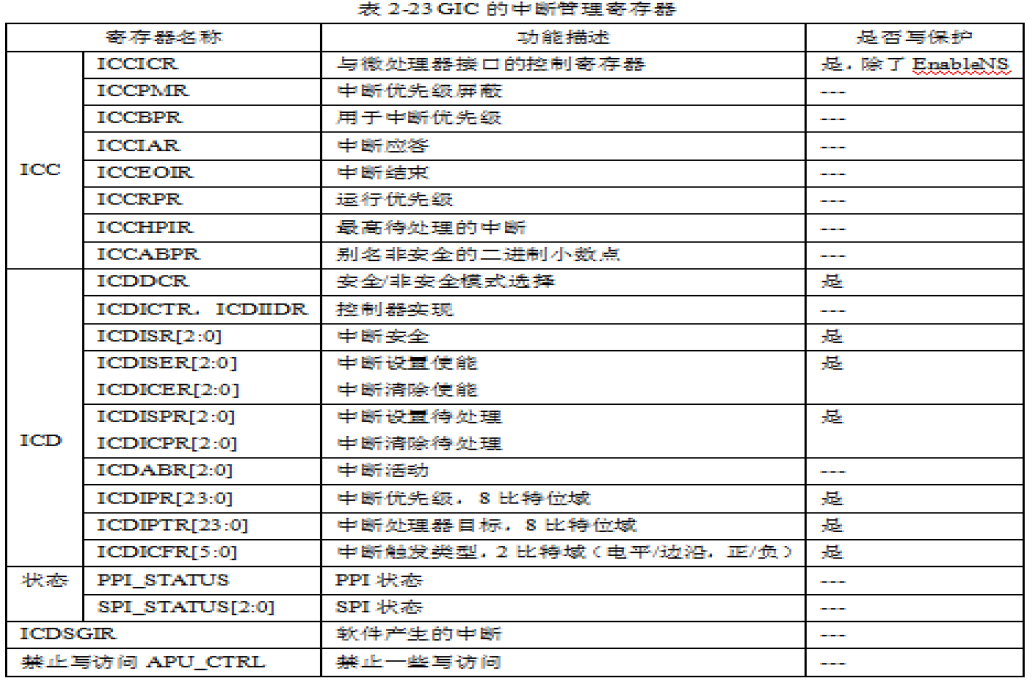 表 2-23 GIC 的中断管理寄存器
寄存器名称 功能描述 是否写保护
ICC
ICCICR 与微处理器接口的控制寄存器 是，除了 EnableNS
ICCPMR 中断优先级屏蔽 ---
ICCBPR 用于中断优先级 ---
ICCIAR 中断应答 ---
ICCEOIR 中断结束 ---
ICCRPR 运行优先级 ---
ICCHPIR 最高待处理的中断 ---
ICCABPR 别名非安全的二进制小数点 ---
ICD
ICDDCR 安全/非安全模式选择 是
ICDICTR，ICDIIDR 控制器实现 ---
ICDISR[2:0] 中断安全 是
ICDISER[2:0] 中断设置使能 是
ICDICER[2:0] 中断清除使能
ICDISPR[2:0] 中断设置待处理 是
ICDICPR[2:0] 中断清除待处理
ICDABR[2:0] 中断活动 ---
ICDIPR[23:0] 中断优先级，8 比特位域 是
ICDIPTR[23:0] 中断处理器目标，8 比特位域 是
ICDICFR[5:0] 中断触发类型，2 比特域（电平/边沿，正/负） 是
状态
PPI_STATUS PPI 状态 ---
SPI_STATUS[2:0] SPI 状态 ---
ICDSGIR 软件产生的中断 ---
禁止写访问 APU_CTRL 禁止一些写访问 ---